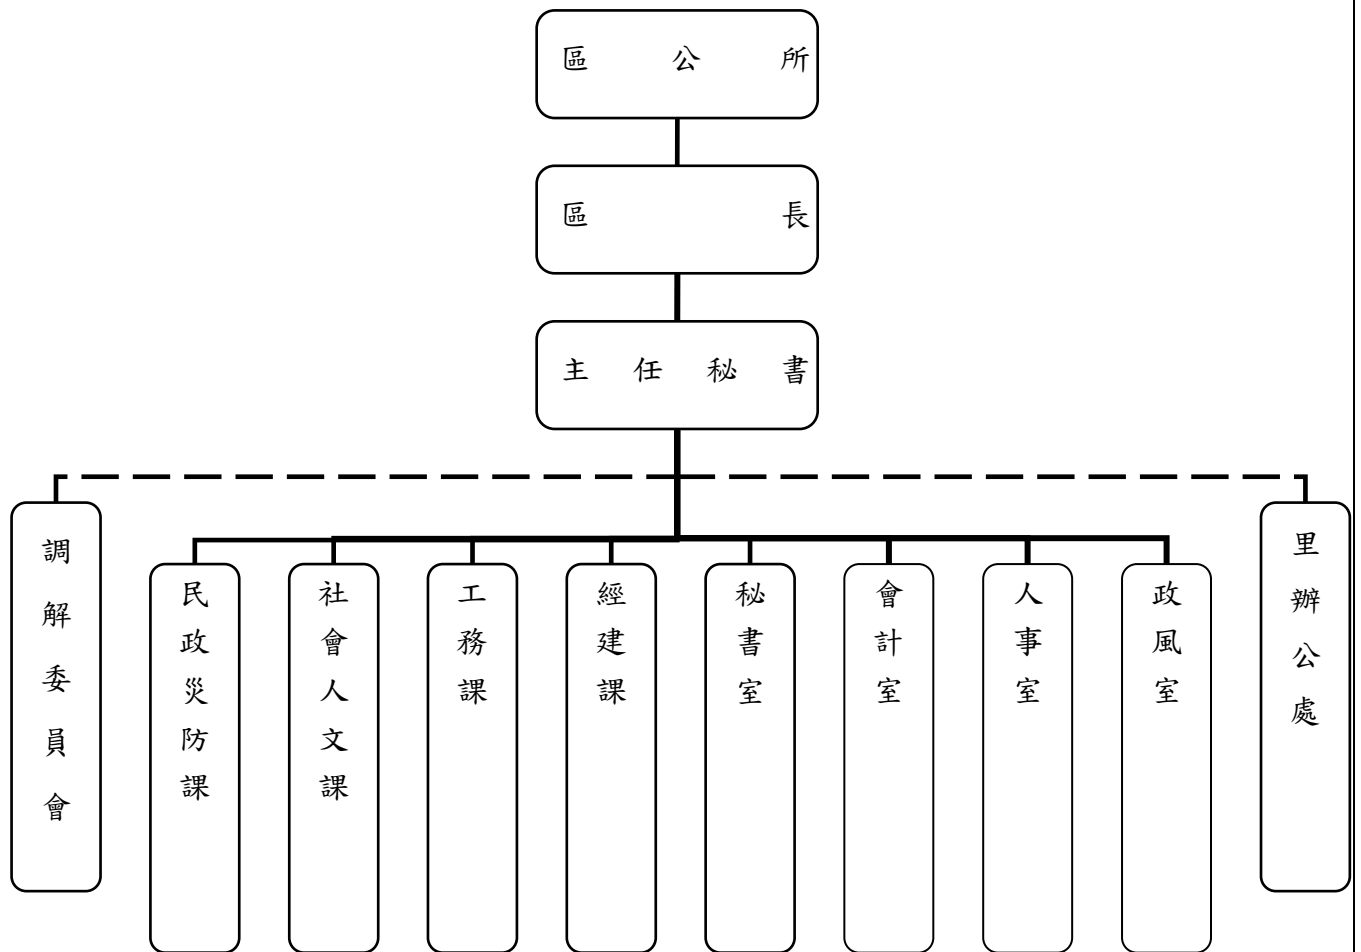 區公所
區長
主任秘書
調解委員會
民政災防課
社會人文課
工務課
經建課
秘書室
會計室
人事室
政風室
里辦公處